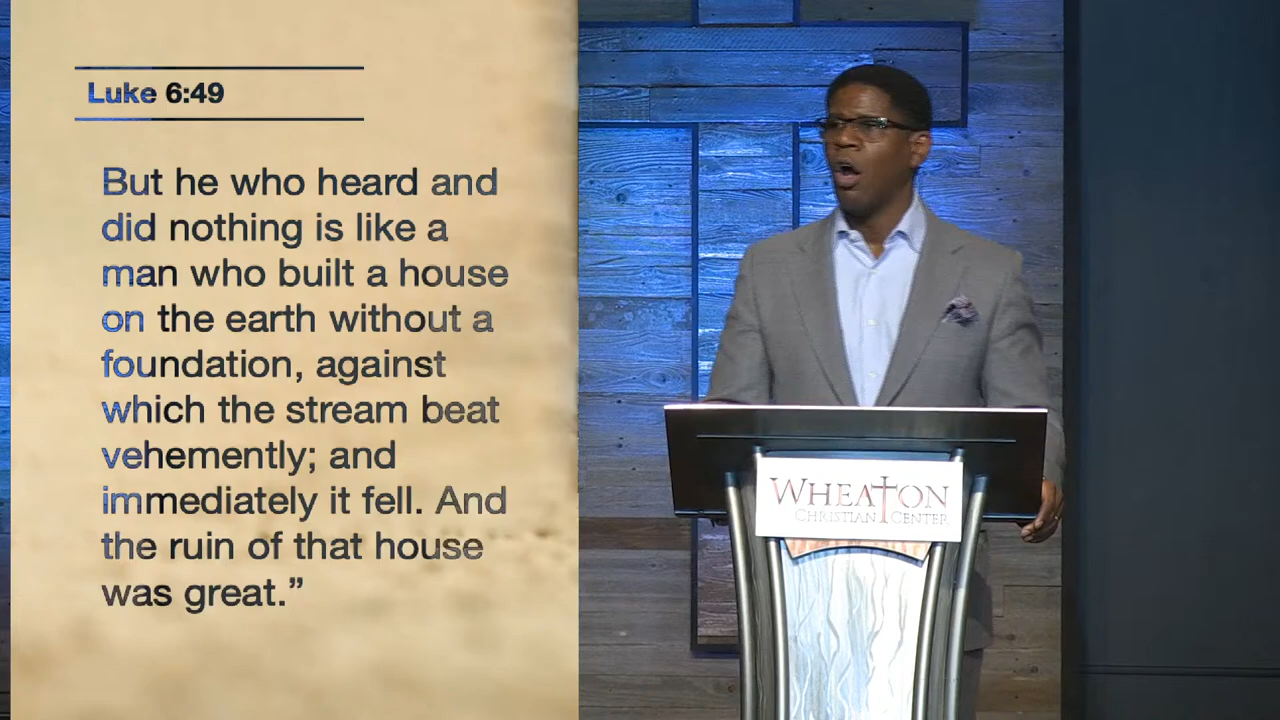 Luke 6:49
But he who heard and
did nothing is like a
man who built a house
on the earth without a
foundation, against
which the stream beat
vehemently; and
immediately it fell. And
the ruin of that house
was great.”
WHEATON
CHRISTIAN CENTER